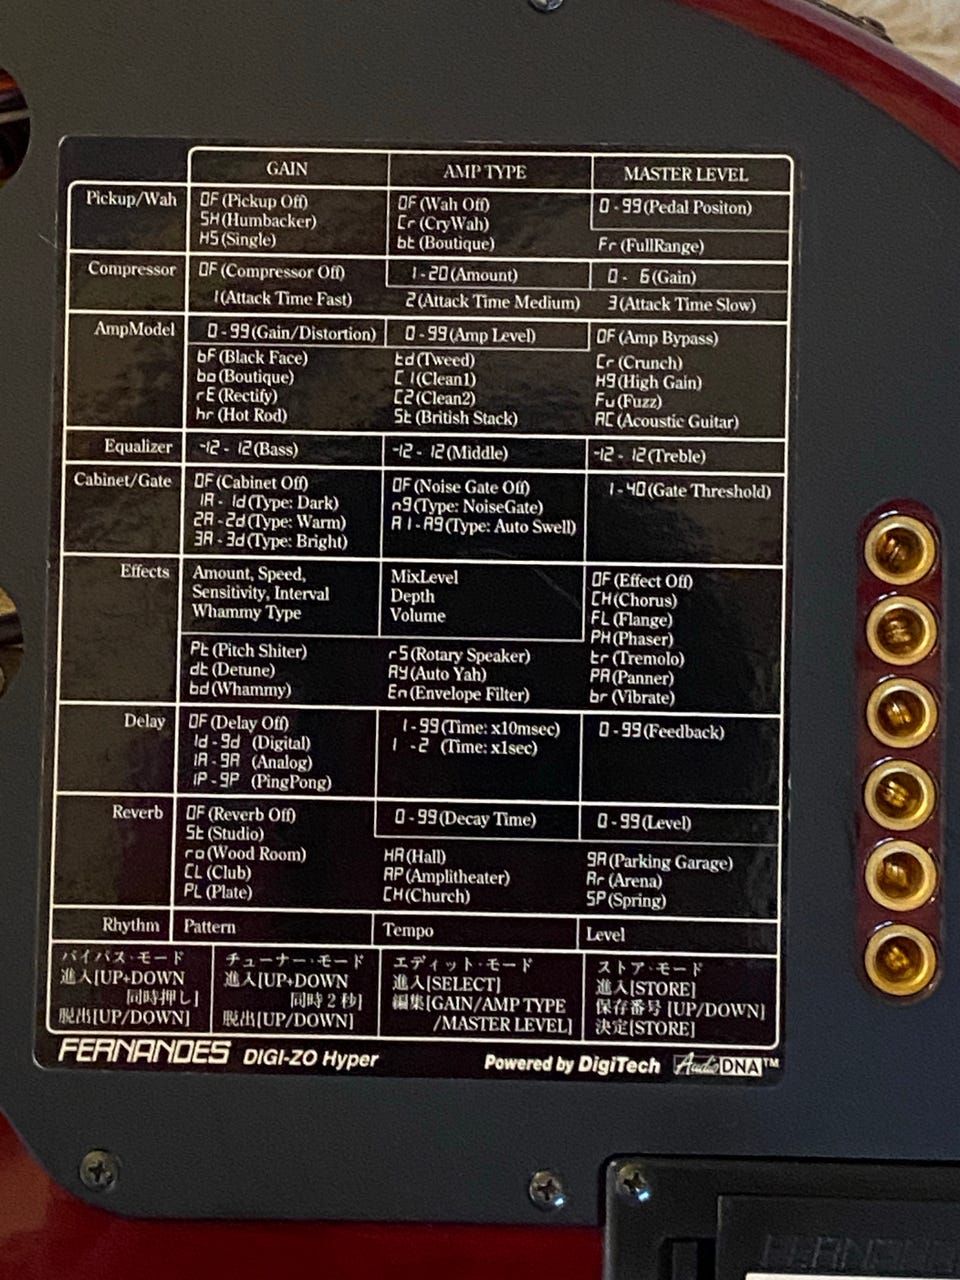 GAIN AMP TYPE MASTER LEVEL
Pickup/Wah
OF (Pickup Off)
SH (Humbacker)
HS (Single)
OF (Wah Off)
Cr (CryWah)
bt (Boutique)
0 - 99 (Pedal Positon)
Fr (FullRange)
Compressor
OF (Compressor Off)
1 - 20 (Amount)
0 - 6 (Gain)
1 (Attack Time Fast)
2 (Attack Time Medium)
3 (Attack Time Slow)
AmpModel
0 - 99 (Gain/Distortion)
0 - 99 (Amp Level)
OF (Amp Bypass)
bF (Black Face)
bo (Boutique)
rE (Rectify)
hr (Hot Rod)
td (Tweed)
C1 (Clean1)
C2 (Clean2)
St (British Stack)
Cr (Crunch)
H9 (High Gain)
Fu (Fuzz)
AC (Acoustic Guitar)
Equalizer
-12 - 12 (Bass)
-12 - 12 (Middle)
-12 - 12 (Treble)
Cabinet/Gate
OF (Cabinet Off)
1A - 1d (Type: Dark)
2A - 2d (Type: Warm)
3A - 3d (Type: Bright)
OF (Noise Gate Off)
n9 (Type: NoiseGate)
A1 - A9 (Type: Auto Swell)
1 - 40 (Gate Threshold)
Effects
Amount, Speed,
Sensitivity, Interval
Whammy Type
MixLevel
Depth
Volume
OF (Effect Off)
CH (Chorus)
FL (Flange)
PH (Phaser)
tr (Tremolo)
PA (Panner)
br (Vibrate)
Pt (Pitch Shiter)
dt (Detune)
bd (Whammy)
rS (Rotary Speaker)
AY (Auto Yah)
En (Envelope Filter)
Delay
OF (Delay Off)
1d - 9d (Digital)
1A - 9A (Analog)
1P - 9P (PingPong)
1 - 99 (Time: x10msec)
1 - 2 (Time: x1sec)
0 - 99 (Feedback)
Reverb
OF (Reverb Off)
St (Studio)
ro (Wood Room)
CL (Club)
PL (Plate)
0 - 99 (Decay Time)
0 - 99 (Level)
HA (Hall)
AP (Amplitheater)
CH (Church)
9A (Parking Garage)
Ar (Arena)
SP (Spring)
Rhythm
Pattern
Tempo
Level
バイパス・モード
進入[UP+DOWN
同時押し]
脱出[UP/DOWN]
チューナー・モード
進入[UP+DOWN
同時2秒]
脱出[UP/DOWN]
エディット・モード
進入[SELECT]
編集[GAIN/AMP TYPE
/MASTER LEVEL]
ストア・モード
進入[STORE]
保存番号 [UP/DOWN]
決定[STORE]
FERNANDES DIGI-ZO Hyper Powered by DigiTech AudioDNA™
FERNANDES